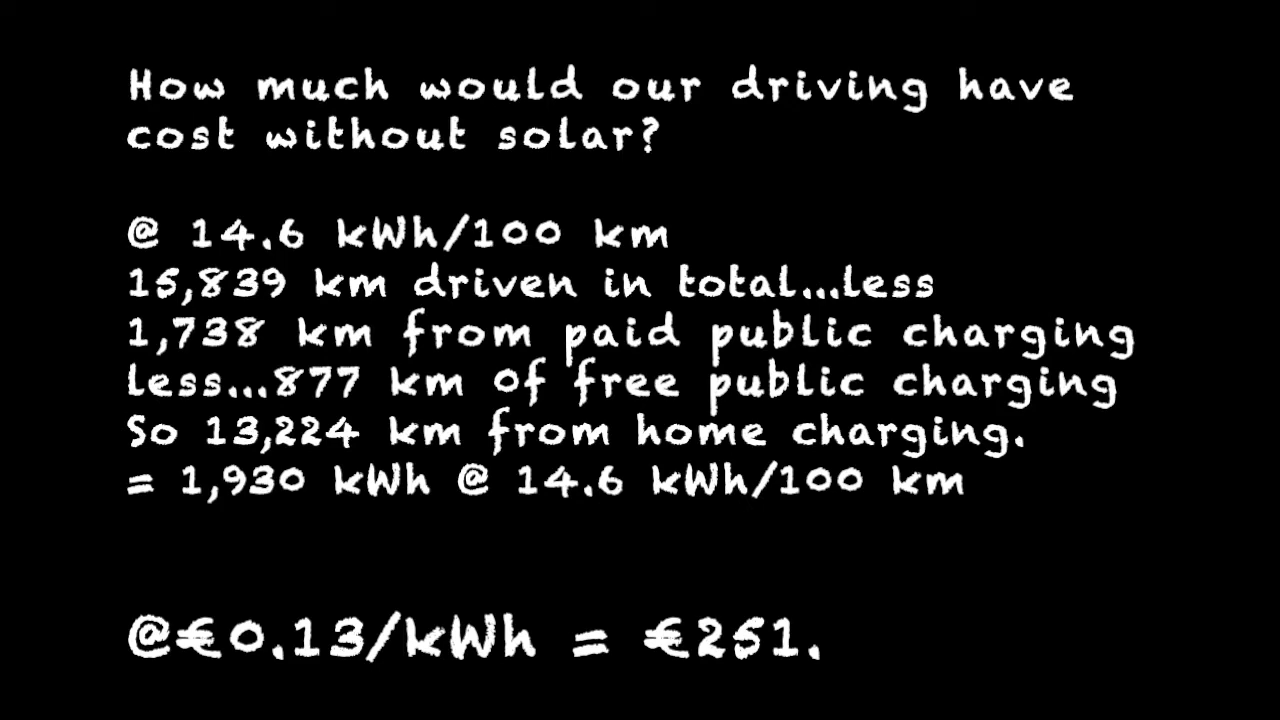 How much would our driving have
cost without solar?
@ 14.6 kWh/100 km
15,839 km driven in total...less
1,738 km from paid public charging
less...877 km of free public charging
So 13,224 km from home charging.
= 1,930 kWh @ 14.6 kWh/100 km
@€0.13/kWh = €251.